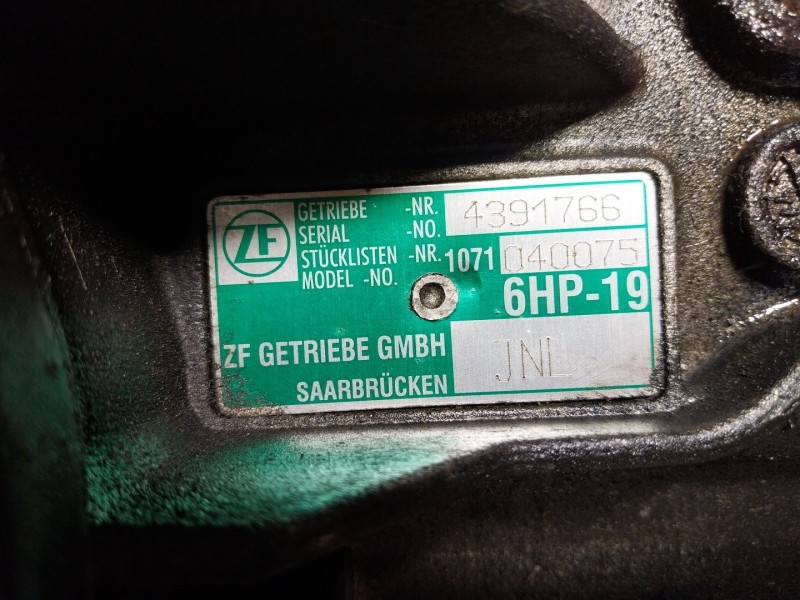 ZF
GETRIEBE -NR. 4391766
SERIAL -NO.
STÜCKLISTEN -NR. 1071 040075
MODEL -NO.
6HP-19
ZF GETRIEBE GMBH JNL
SAARBRÜCKEN